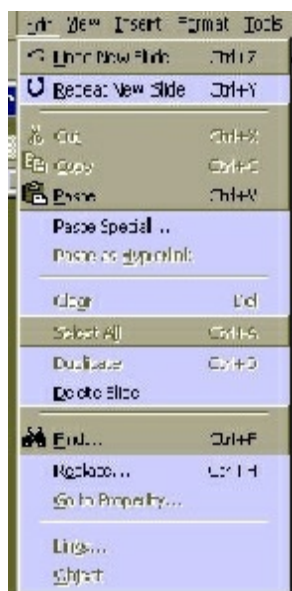 Edit View Insert Format Tools
Undo New Slide Ctrl+Z
Repeat New Slide Ctrl+Y
Cut Ctrl+X
Copy Ctrl+C
Paste Ctrl+V
Paste Special...
Paste as Hyperlink
Clear Del
Select All Ctrl+A
Duplicate Ctrl+D
Delete Slide
Find... Ctrl+F
Replace... Ctrl+H
Go to Property...
Links...
Object